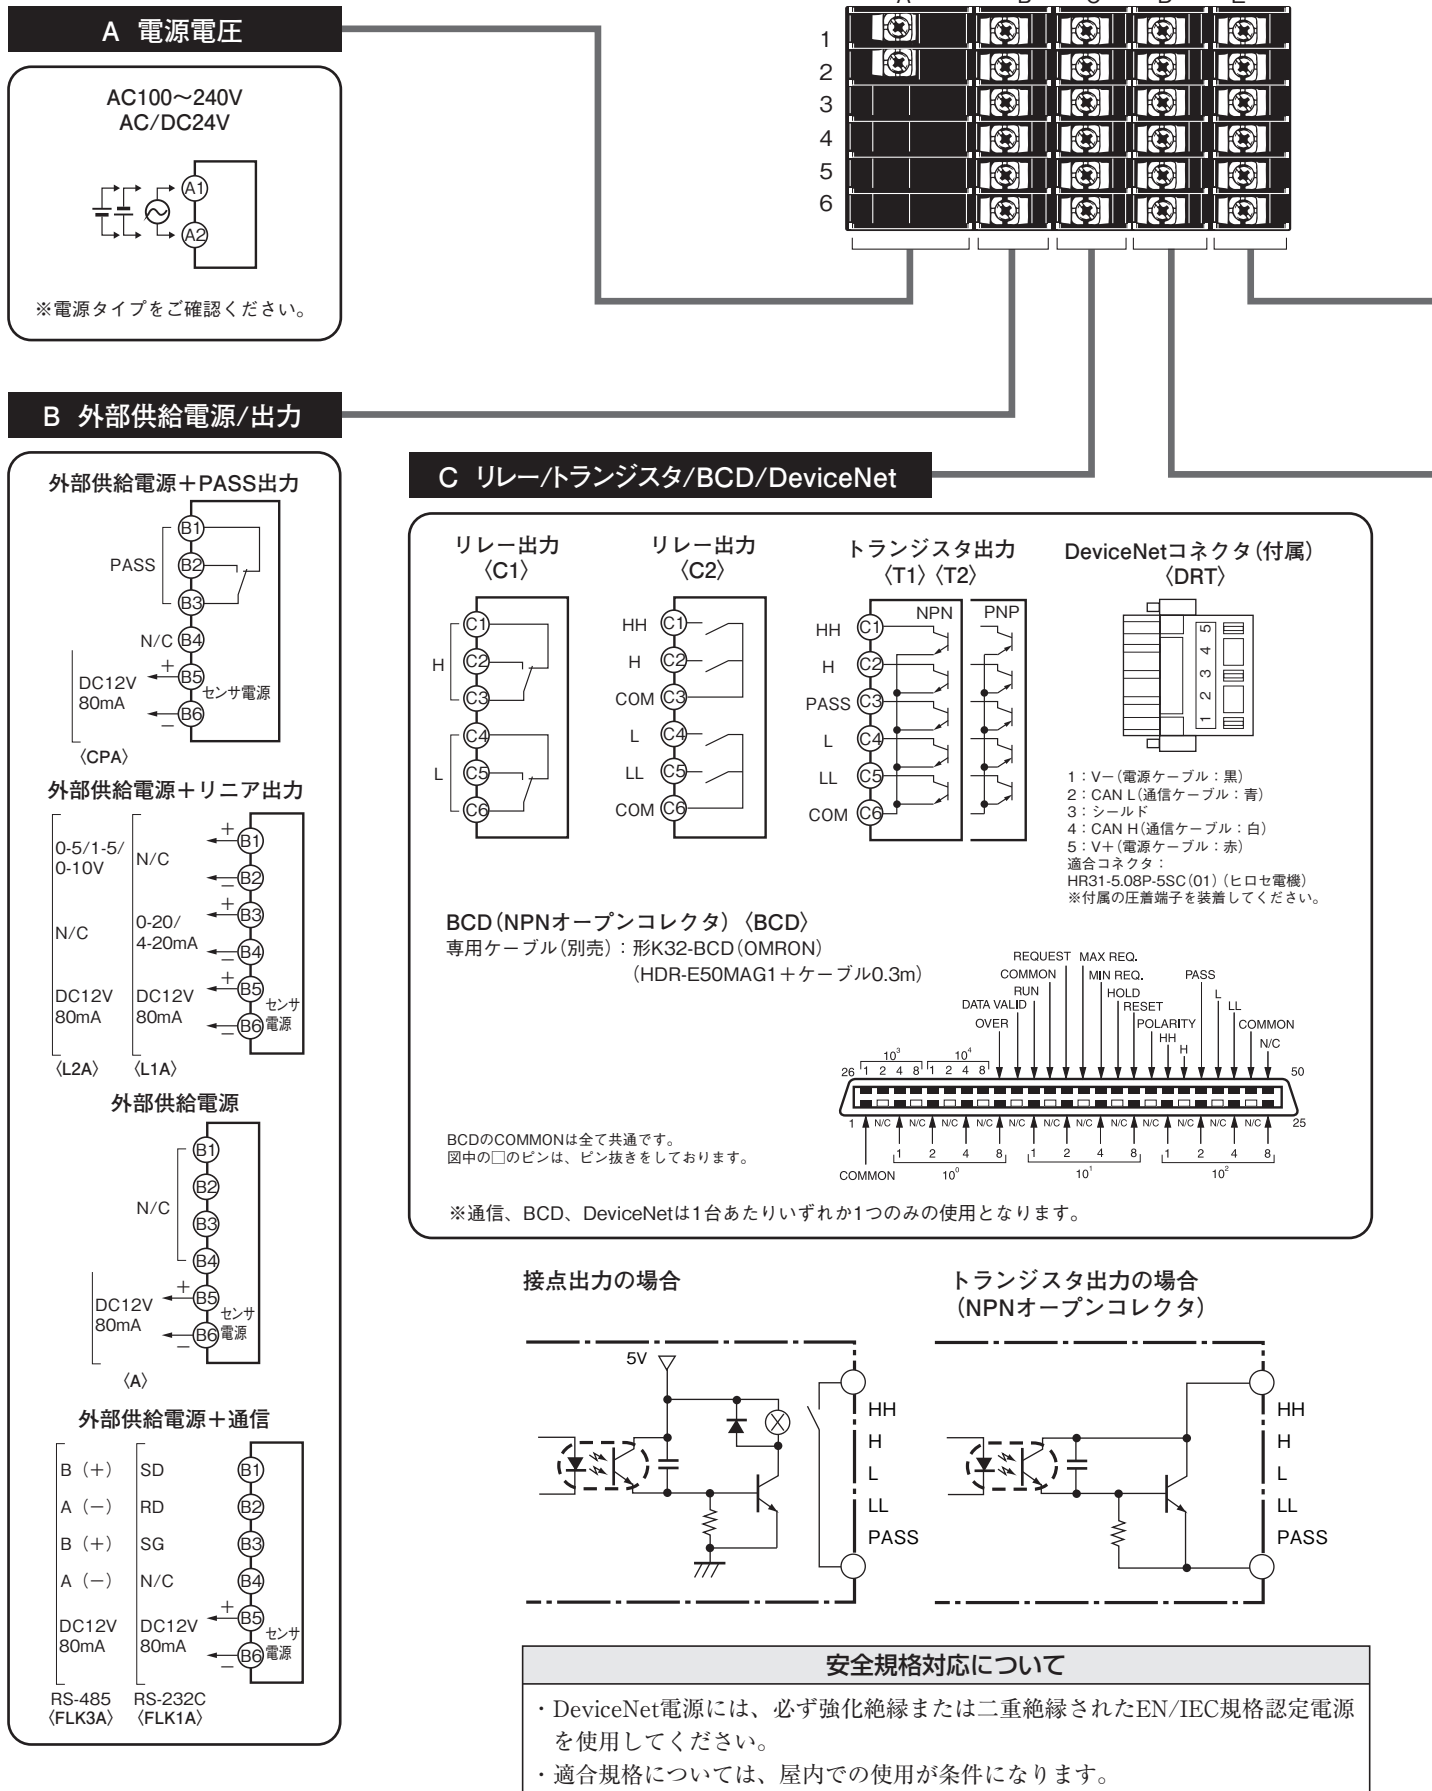 A 電源電圧
AC100～240V
AC/DC24V
A1
A2
※電源タイプをご確認ください。
A B C D E
1
2
3
4
5
6
B 外部供給電源/出力
外部供給電源＋PASS出力
B1
PASS B2
B3
N/C B4
DC12V
80mA
＋
B5
センサ電源
B6
－
〈CPA〉
外部供給電源＋リニア出力
0-5/1-5/
0-10V
N/C
DC12V
80mA
〈L2A〉
N/C
0-20/
4-20mA
DC12V
80mA
〈L1A〉
＋
B1
－
B2
＋
B3
－
B4
＋
B5
－
B6
センサ
電源
外部供給電源
B1
B2
N/C
B3
B4
DC12V
80mA
＋
B5
－
B6
センサ
電源
〈A〉
外部供給電源＋通信
B（＋） SD B1
A（－） RD B2
B（＋） SG B3
A（－） N/C B4
DC12V
80mA
DC12V
80mA
＋
B5
－
B6
センサ
電源
RS-485
〈FLK3A〉
RS-232C
〈FLK1A〉
C リレー/トランジスタ/BCD/DeviceNet
リレー出力
〈C1〉
C1
H C2
C3
C4
L C5
C6
リレー出力
〈C2〉
HH C1
H C2
COM C3
L C4
LL C5
COM C6
トランジスタ出力
〈T1〉〈T2〉
NPN PNP
HH C1
H C2
PASS C3
L C4
LL C5
COM C6
DeviceNetコネクタ（付属）
〈DRT〉
1 2 3 4 5
1：V－（電源ケーブル：黒）
2：CAN L（通信ケーブル：青）
3：シールド
4：CAN H（通信ケーブル：白）
5：V＋（電源ケーブル：赤）
適合コネクタ：
HR31-5.08P-5SC（01）（ヒロセ電機）
※付属の圧着端子を装着してください。
BCD（NPNオープンコレクタ）〈BCD〉
専用ケーブル（別売）：形K32-BCD（OMRON）
（HDR-E50MAG1＋ケーブル0.3m）
REQUEST MAX REQ.
COMMON MIN REQ. PASS
RUN HOLD L
DATA VALID RESET LL
OVER POLARITY COMMON
HH N/C
H
10³ 10⁴
26 1 2 4 8 1 2 4 8 50
1 N/C N/C N/C N/C N/C N/C N/C N/C N/C N/C N/C N/C 25
1 2 4 8 1 2 4 8 1 2 4 8
COMMON 10⁰ 10¹ 10²
BCDのCOMMONは全て共通です。
図中の□のピンは、ピン抜きをしております。
※通信、BCD、DeviceNetは1台あたりいずれか1つのみの使用となります。
接点出力の場合
5V
HH
H
L
LL
PASS
トランジスタ出力の場合
（NPNオープンコレクタ）
HH
H
L
LL
PASS
安全規格対応について
・DeviceNet電源には、必ず強化絶縁または二重絶縁されたEN/IEC規格認定電源
を使用してください。
・適合規格については、屋内での使用が条件になります。